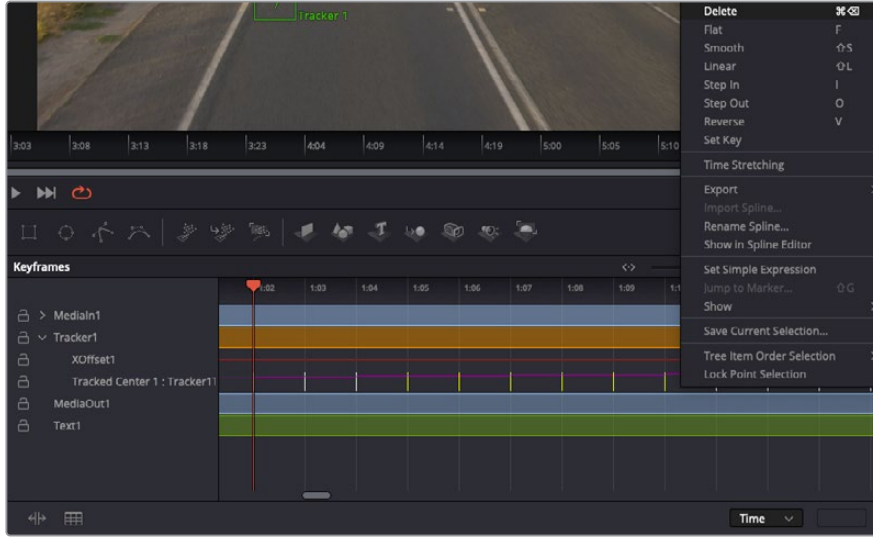 Tracker 1
Delete ⌘⌫
Flat F
Smooth ⇧S
Linear ⇧L
Step In I
Step Out O
Reverse V
Set Key
Time Stretching
Export
Import Spline...
Rename Spline...
Show in Spline Editor
Set Simple Expression
Jump to Marker... ⇧G
Show
Save Current Selection...
Tree Item Order Selection
Lock Point Selection
3:03 3:08 3:13 3:18 3:23 4:04 4:09 4:14 4:19 5:00 5:05 5:10
T
Keyframes
1:02 1:03 1:04 1:05 1:06 1:07 1:08 1:09
MediaIn1
Tracker1
XOffset1
Tracked Center 1 : Tracker1
MediaOut1
Text1
Time